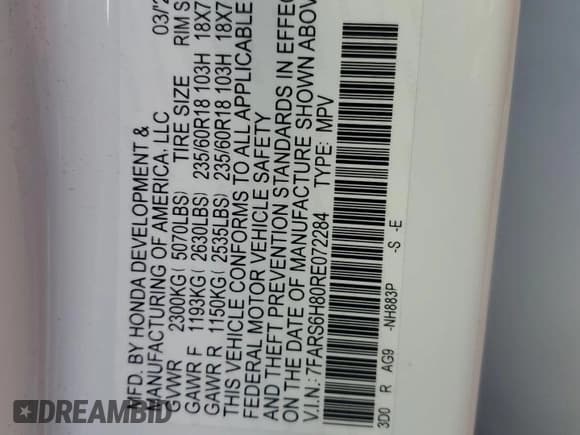 MFD. BY HONDA DEVELOPMENT &
MANUFACTURING OF AMERICA, LLC 03/2
GVWR 2300KG( 5070LBS) TIRE SIZE RIM S
GAWR F 1193KG( 2630LBS) 235/60R18 103H 18X7
GAWR R 1150KG( 2535LBS) 235/60R18 103H 18X7
THIS VEHICLE CONFORMS TO ALL APPLICABLE
FEDERAL MOTOR VEHICLE SAFETY
AND THEFT PREVENTION STANDARDS IN EFFEC
ON THE DATE OF MANUFACTURE SHOWN ABOV
V.I.N.: 7FARS6H80RE072284 TYPE: MPV
3D0 R AG9 -NH883P -S -E
DREAMBID